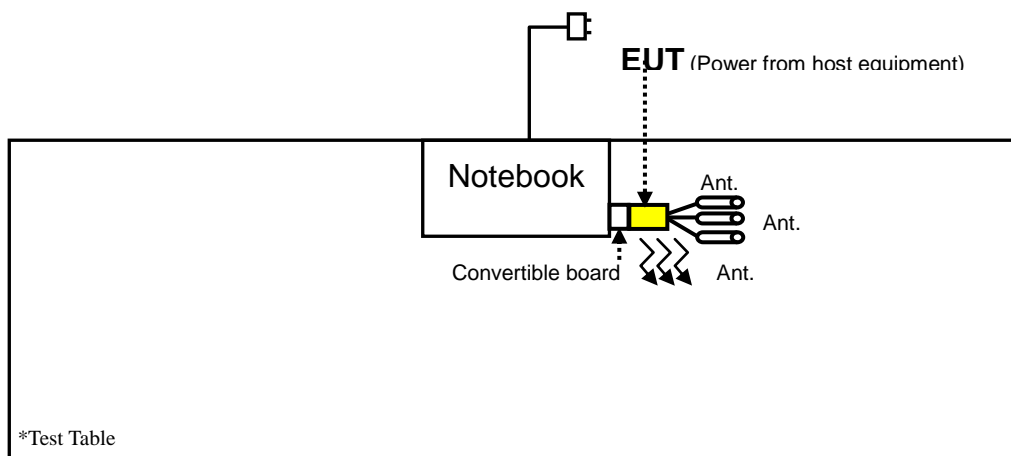 EUT (Power from host equipment)
Notebook
Ant.
Ant.
Convertible board
Ant.
*Test Table